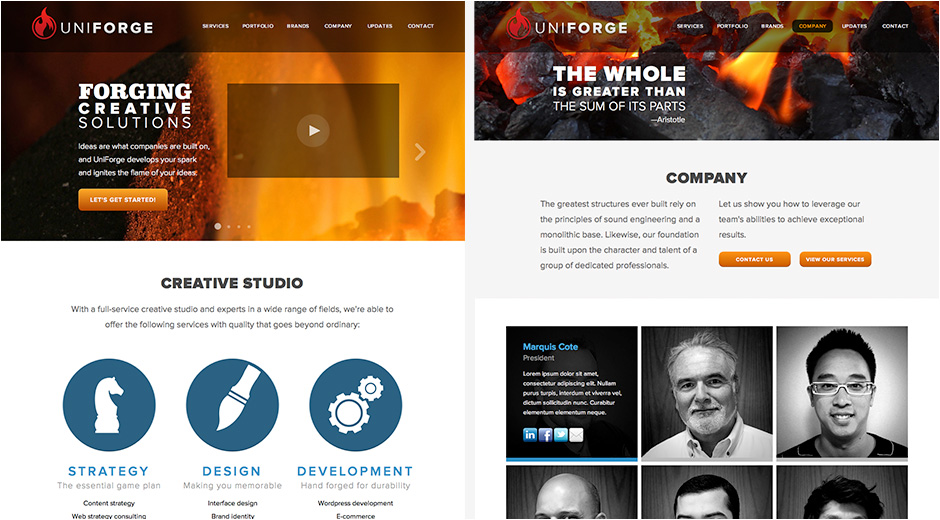 UNIFORGE
SERVICES PORTFOLIO BRANDS COMPANY UPDATES CONTACT
FORGING
CREATIVE
SOLUTIONS
Ideas are what companies are built on,
and UniForge develops your spark
and ignites the flame of your ideas:
LET'S GET STARTED!
CREATIVE STUDIO
With a full-service creative studio and experts in a wide range of fields, we're able to
offer the following services with quality that goes beyond ordinary:
STRATEGY
The essential game plan
Content strategy
Web strategy consulting
DESIGN
Making you memorable
Interface design
Brand identity
DEVELOPMENT
Hand forged for durability
Wordpress development
E-commerce
UNIFORGE
SERVICES PORTFOLIO BRANDS COMPANY UPDATES CONTACT
THE WHOLE
IS GREATER THAN
THE SUM OF ITS PARTS
—Aristotle
COMPANY
The greatest structures ever built rely on
the principles of sound engineering and a
monolithic base. Likewise, our foundation
is built upon the character and talent of a
group of dedicated professionals.
Let us show you how to leverage our
team's abilities to achieve exceptional
results.
CONTACT US
VIEW OUR SERVICES
Marquis Cote
President
Lorem ipsum dolor sit amet,
consectetur adipiscing elit. Nullam
purus turpis, interdum et viverra vel,
dictum sollicitudin nunc. Curabitur
elementum elementum neque.